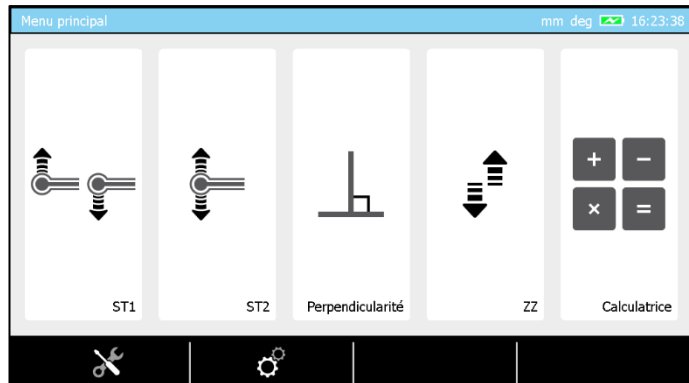 Menu principal
mm deg 16:23:38
+ -
× =
ST1
ST2
Perpendicularité
ZZ
Calculatrice